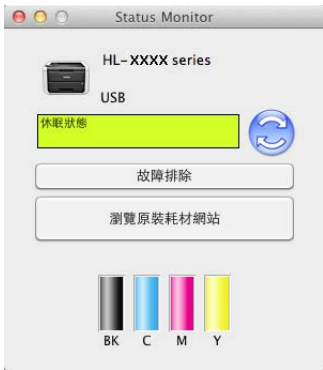 Status Monitor
HL-XXXX series
USB
休眠狀態
故障排除
瀏覽原裝耗材網站
BK C M Y